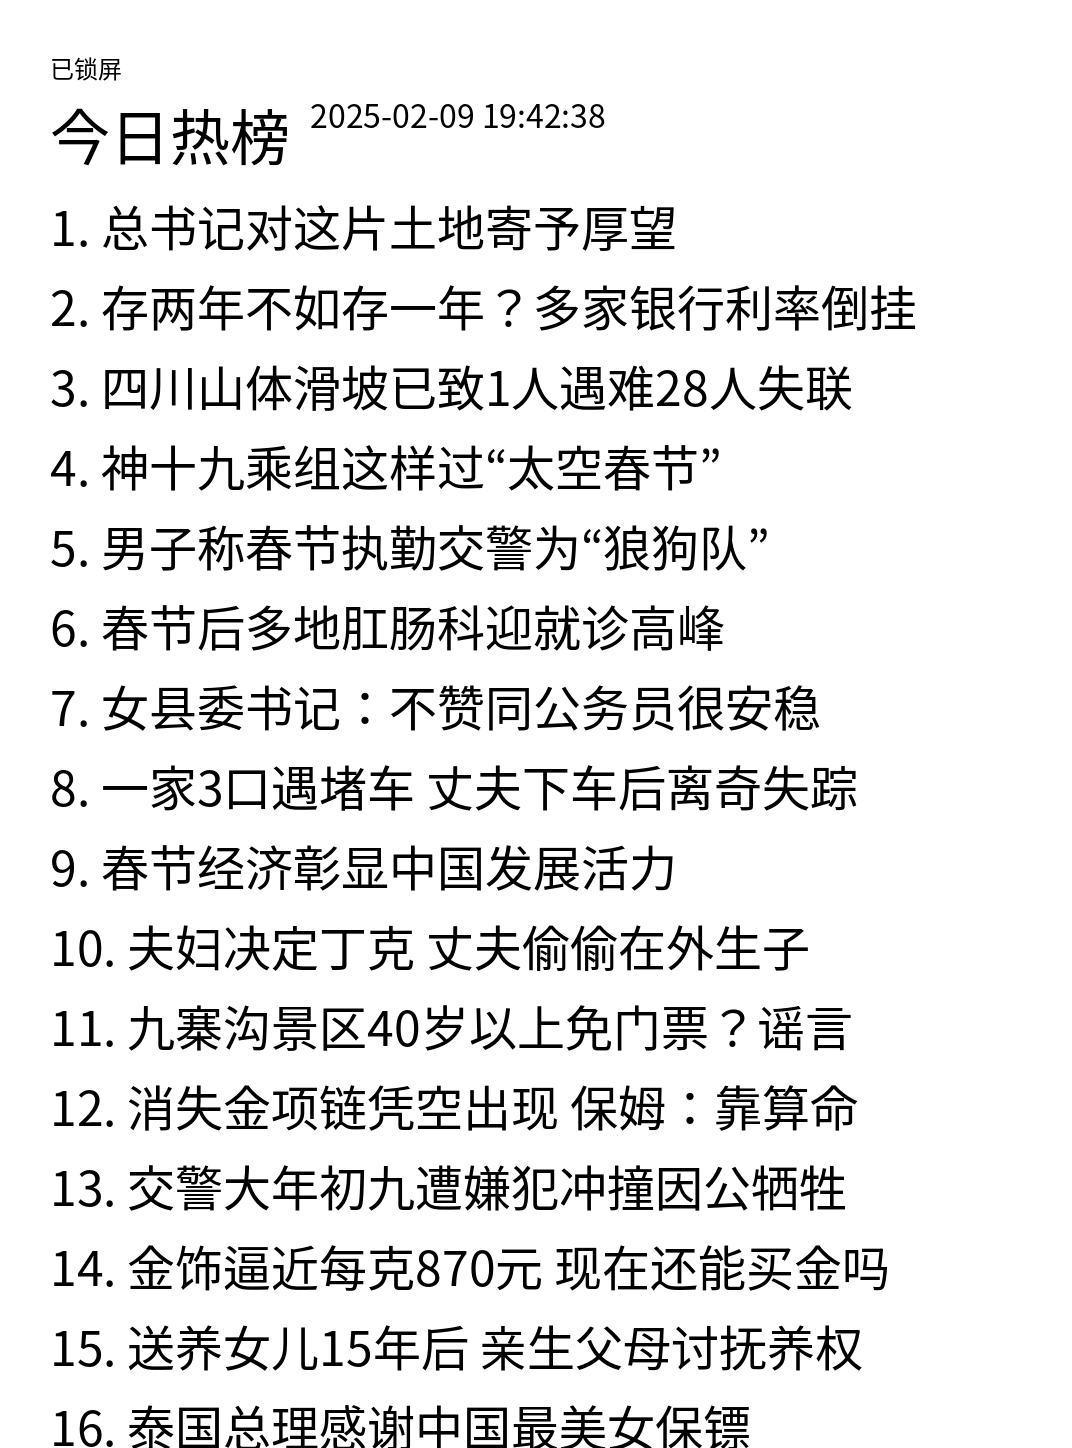 已锁屏
今日热榜 2025-02-09 19:42:38
1. 总书记对这片土地寄予厚望
2. 存两年不如存一年？多家银行利率倒挂
3. 四川山体滑坡已致1人遇难28人失联
4. 神十九乘组这样过“太空春节”
5. 男子称春节执勤交警为“狼狗队”
6. 春节后多地肛肠科迎就诊高峰
7. 女县委书记：不赞同公务员很安稳
8. 一家3口遇堵车 丈夫下车后离奇失踪
9. 春节经济彰显中国发展活力
10. 夫妇决定丁克 丈夫偷偷在外生子
11. 九寨沟景区40岁以上免门票？谣言
12. 消失金项链凭空出现 保姆：靠算命
13. 交警大年初九遭嫌犯冲撞因公牺牲
14. 金饰逼近每克870元 现在还能买金吗
15. 送养女儿15年后 亲生父母讨抚养权
16. 泰国总理感谢中国最美女保镖